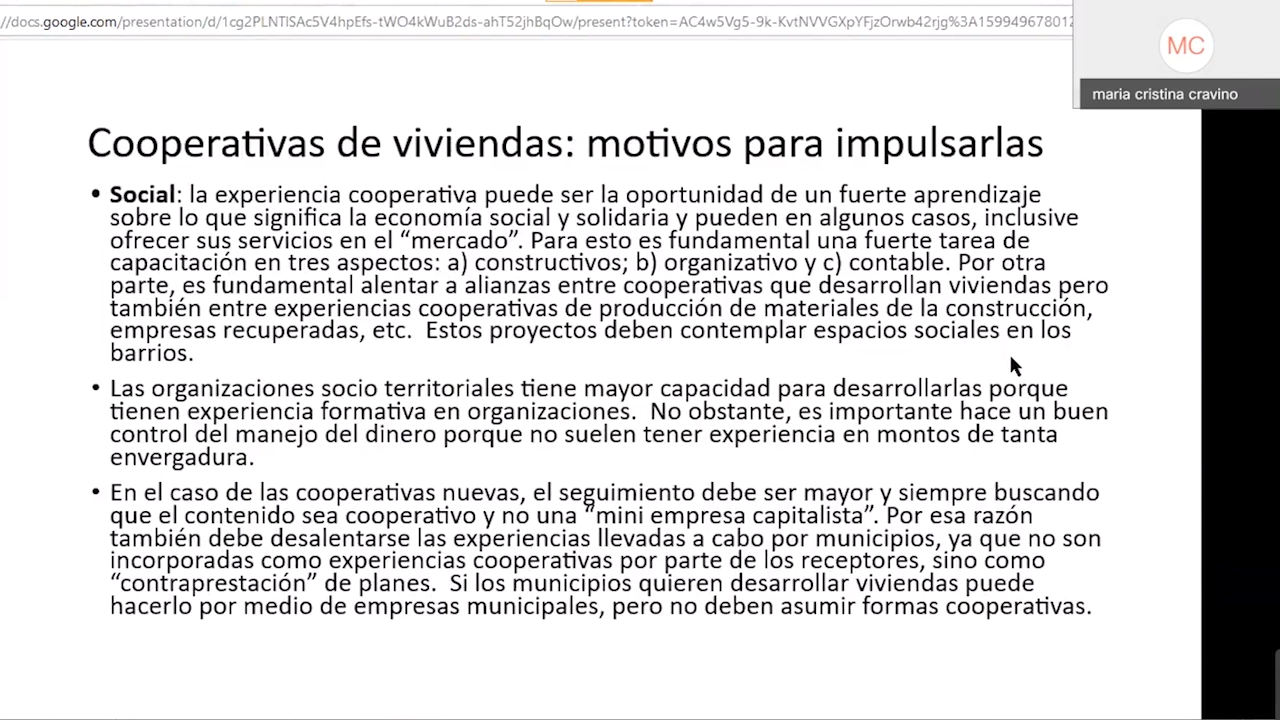 //docs.google.com/presentation/d/1cg2PLNTlSAc5V4hpEfs-tWO4kWuB2ds-ahT52jhBqOw/present?token=AC4w5Vg5-9k-KvtNVVGXpYFjzOrwb42rjg%3A159949678012
MC
maria cristina cravino
Cooperativas de viviendas: motivos para impulsarlas
• Social: la experiencia cooperativa puede ser la oportunidad de un fuerte aprendizaje
sobre lo que significa la economía social y solidaria y pueden en algunos casos, inclusive
ofrecer sus servicios en el “mercado”. Para esto es fundamental una fuerte tarea de
capacitación en tres aspectos: a) constructivos; b) organizativo y c) contable. Por otra
parte, es fundamental alentar a alianzas entre cooperativas que desarrollan viviendas pero
también entre experiencias cooperativas de producción de materiales de la construcción,
empresas recuperadas, etc. Estos proyectos deben contemplar espacios sociales en los
barrios.
• Las organizaciones socio territoriales tiene mayor capacidad para desarrollarlas porque
tienen experiencia formativa en organizaciones. No obstante, es importante hace un buen
control del manejo del dinero porque no suelen tener experiencia en montos de tanta
envergadura.
• En el caso de las cooperativas nuevas, el seguimiento debe ser mayor y siempre buscando
que el contenido sea cooperativo y no una “mini empresa capitalista”. Por esa razón
también debe desalentarse las experiencias llevadas a cabo por municipios, ya que no son
incorporadas como experiencias cooperativas por parte de los receptores, sino como
“contraprestación” de planes. Si los municipios quieren desarrollar viviendas puede
hacerlo por medio de empresas municipales, pero no deben asumir formas cooperativas.